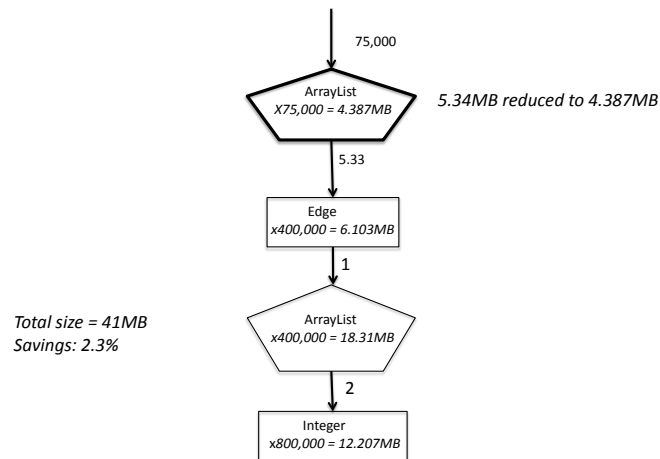 75,000
ArrayList
X75,000 = 4.387MB
5.34MB reduced to 4.387MB
5.33
Edge
x400,000 = 6.103MB
1
ArrayList
x400,000 = 18.31MB
Total size = 41MB
Savings: 2.3%
2
Integer
x800,000 = 12.207MB